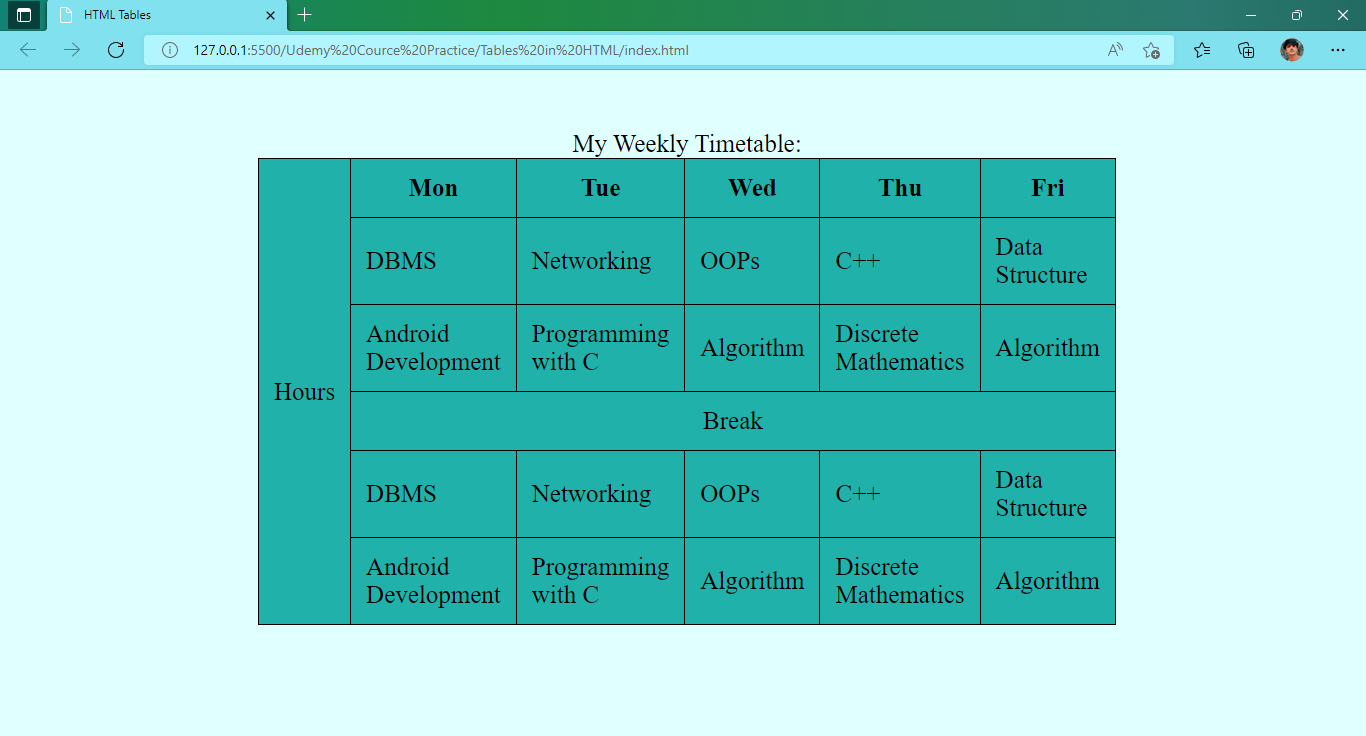 HTML Tables
127.0.0.1:5500/Udemy%20Cource%20Practice/Tables%20in%20HTML/index.html
My Weekly Timetable:
Mon Tue Wed Thu Fri
DBMS Networking OOPs C++ Data
Structure
Android Programming Algorithm Discrete Algorithm
Development with C Mathematics
Hours
Break
DBMS Networking OOPs C++ Data
Structure
Android Programming Algorithm Discrete Algorithm
Development with C Mathematics